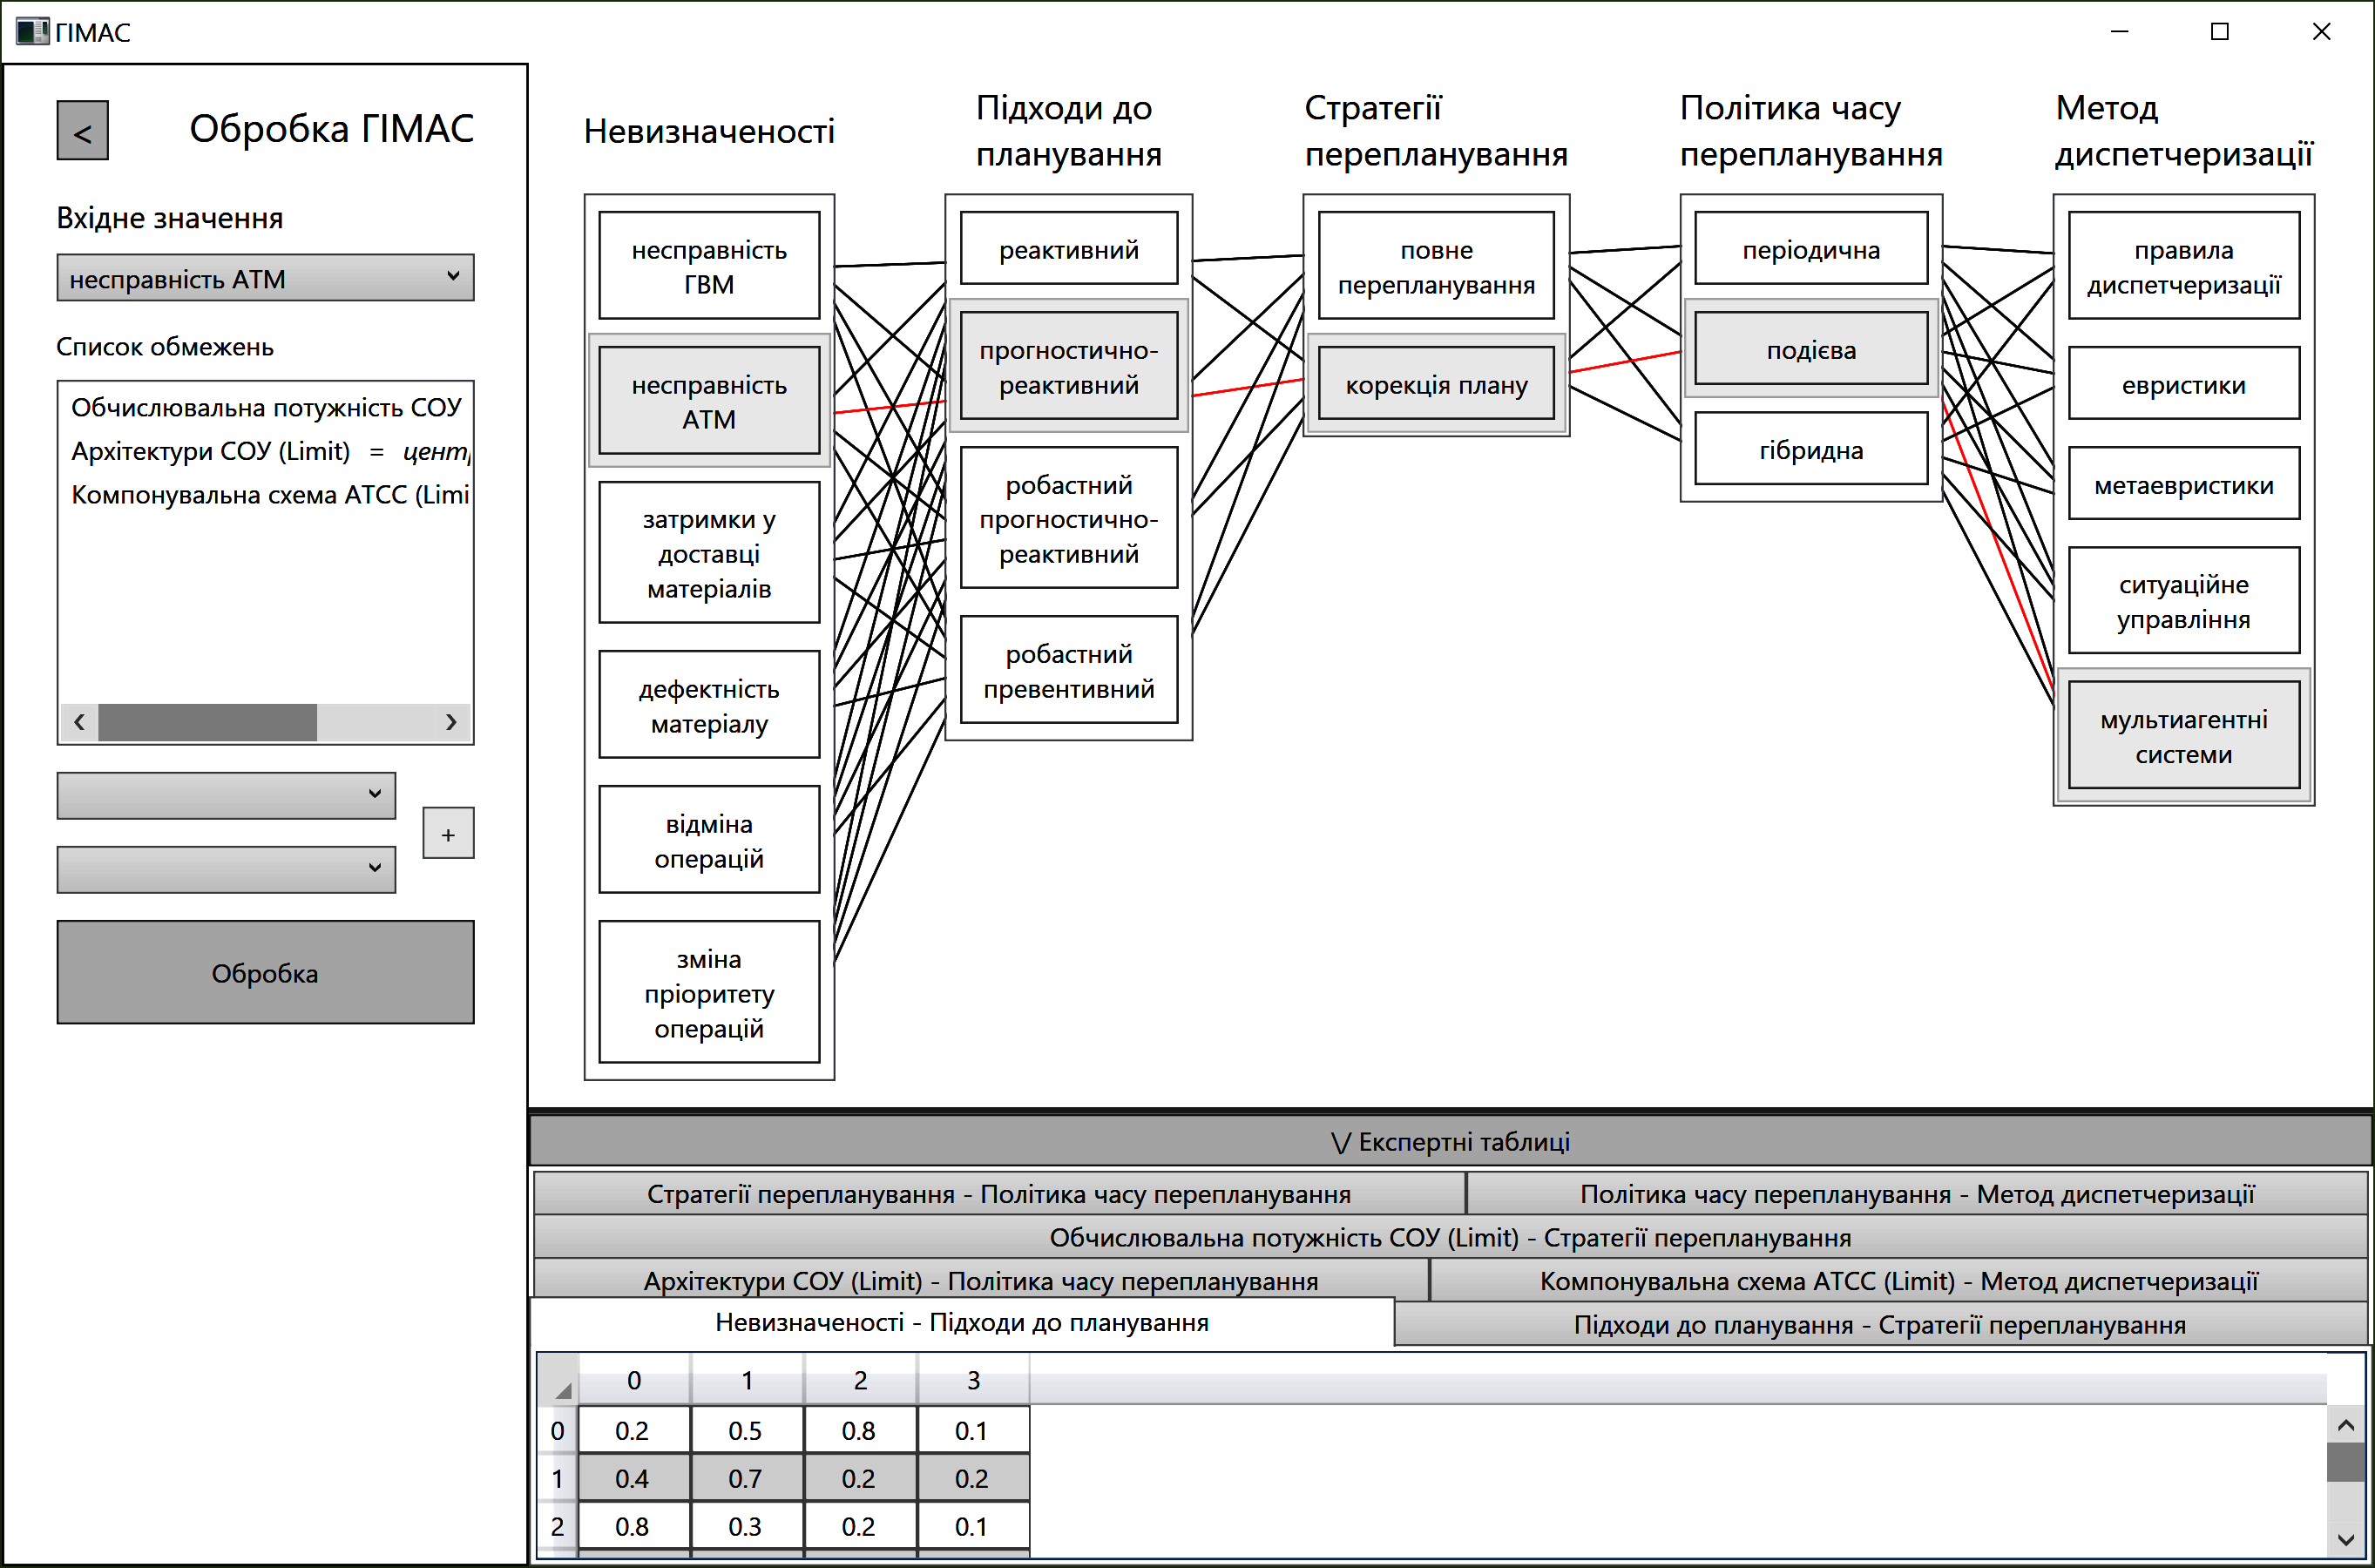 ГІМАС
<
Обробка ГІМАС
Вхідне значення
несправність АТМ
Список обмежень
Обчислювальна потужність СОУ
Архітектури СОУ (Limit) = цент
Компонувальна схема АТСС (Limi
+
Обробка
Невизначеності
несправність
ГВМ
несправність
АТМ
затримки у
доставці
матеріалів
дефектність
матеріалу
відміна
операцій
зміна
пріоритету
операцій
Підходи до
планування
реактивний
прогностично-
реактивний
робастний
прогностично-
реактивний
робастний
превентивний
Стратегії
перепланування
повне
перепланування
корекція плану
Політика часу
перепланування
періодична
подієва
гібридна
Метод
диспетчеризації
правила
диспетчеризації
евристики
метаевристики
ситуаційне
управління
мультиагентні
системи
\/ Експертні таблиці
Стратегії перепланування - Політика часу перепланування
Політика часу перепланування - Метод диспетчеризації
Обчислювальна потужність СОУ (Limit) - Стратегії перепланування
Архітектури СОУ (Limit) - Політика часу перепланування
Компонувальна схема АТСС (Limit) - Метод диспетчеризації
Невизначеності - Підходи до планування
Підходи до планування - Стратегії перепланування
0 1 2 3
0 0.2 0.5 0.8 0.1
1 0.4 0.7 0.2 0.2
2 0.8 0.3 0.2 0.1